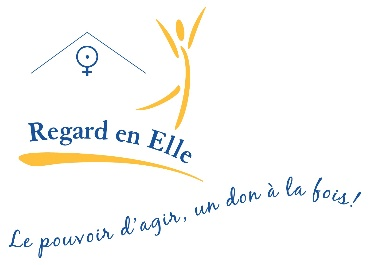 Regard en Elle
Le pouvoir d'agir, un don à la fois!